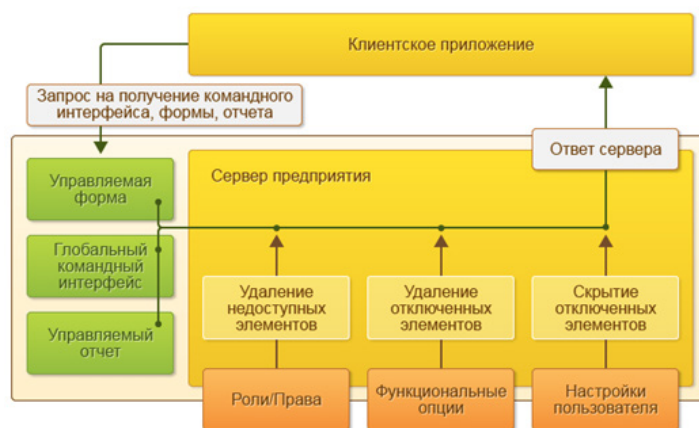 Клиентское приложение
Запрос на получение командного
интерфейса, формы, отчета
Ответ сервера
Управляемая
форма
Сервер предприятия
Глобальный
командный
интерфейс
Управляемый
отчет
Удаление
недоступных
элементов
Удаление
отключенных
элементов
Скрытие
отключенных
элементов
Роли/Права
Функциональные
опции
Настройки
пользователя